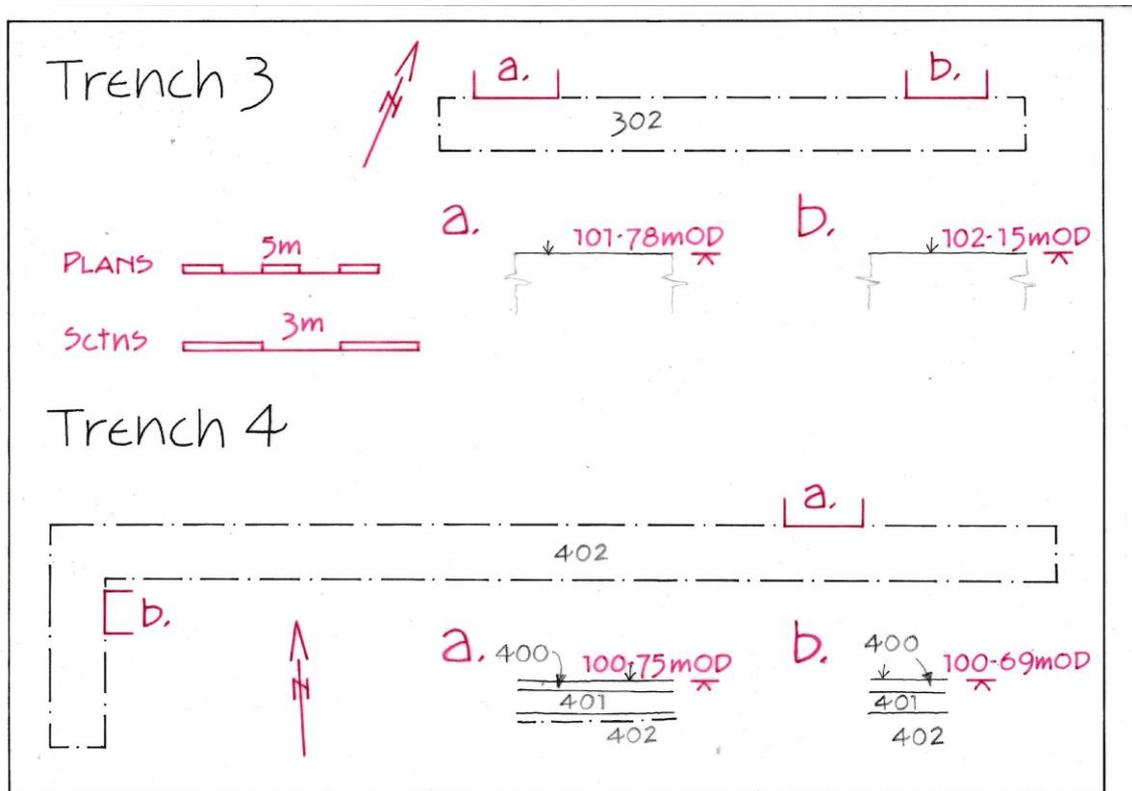 Trench 3
N
a.
b.
302
a.
101-78mOD
b.
102-15mOD
PLANS
5m
Sctns
3m
Trench 4
a.
402
b.
N
a.
400
100-75mOD
401
402
b.
400
100-69mOD
401
402